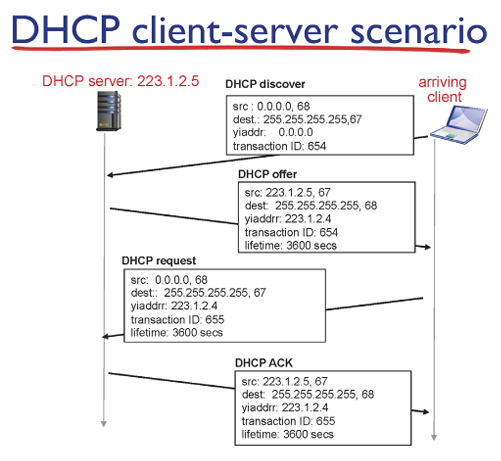 DHCP client-server scenario
DHCP server: 223.1.2.5
arriving
client
DHCP discover
src : 0.0.0.0, 68
dest.: 255.255.255.255,67
yiaddr: 0.0.0.0
transaction ID: 654
DHCP offer
src: 223.1.2.5, 67
dest: 255.255.255.255, 68
yiaddrr: 223.1.2.4
transaction ID: 654
lifetime: 3600 secs
DHCP request
src: 0.0.0.0, 68
dest:: 255.255.255.255, 67
yiaddrr: 223.1.2.4
transaction ID: 655
lifetime: 3600 secs
DHCP ACK
src: 223.1.2.5, 67
dest: 255.255.255.255, 68
yiaddrr: 223.1.2.4
transaction ID: 655
lifetime: 3600 secs